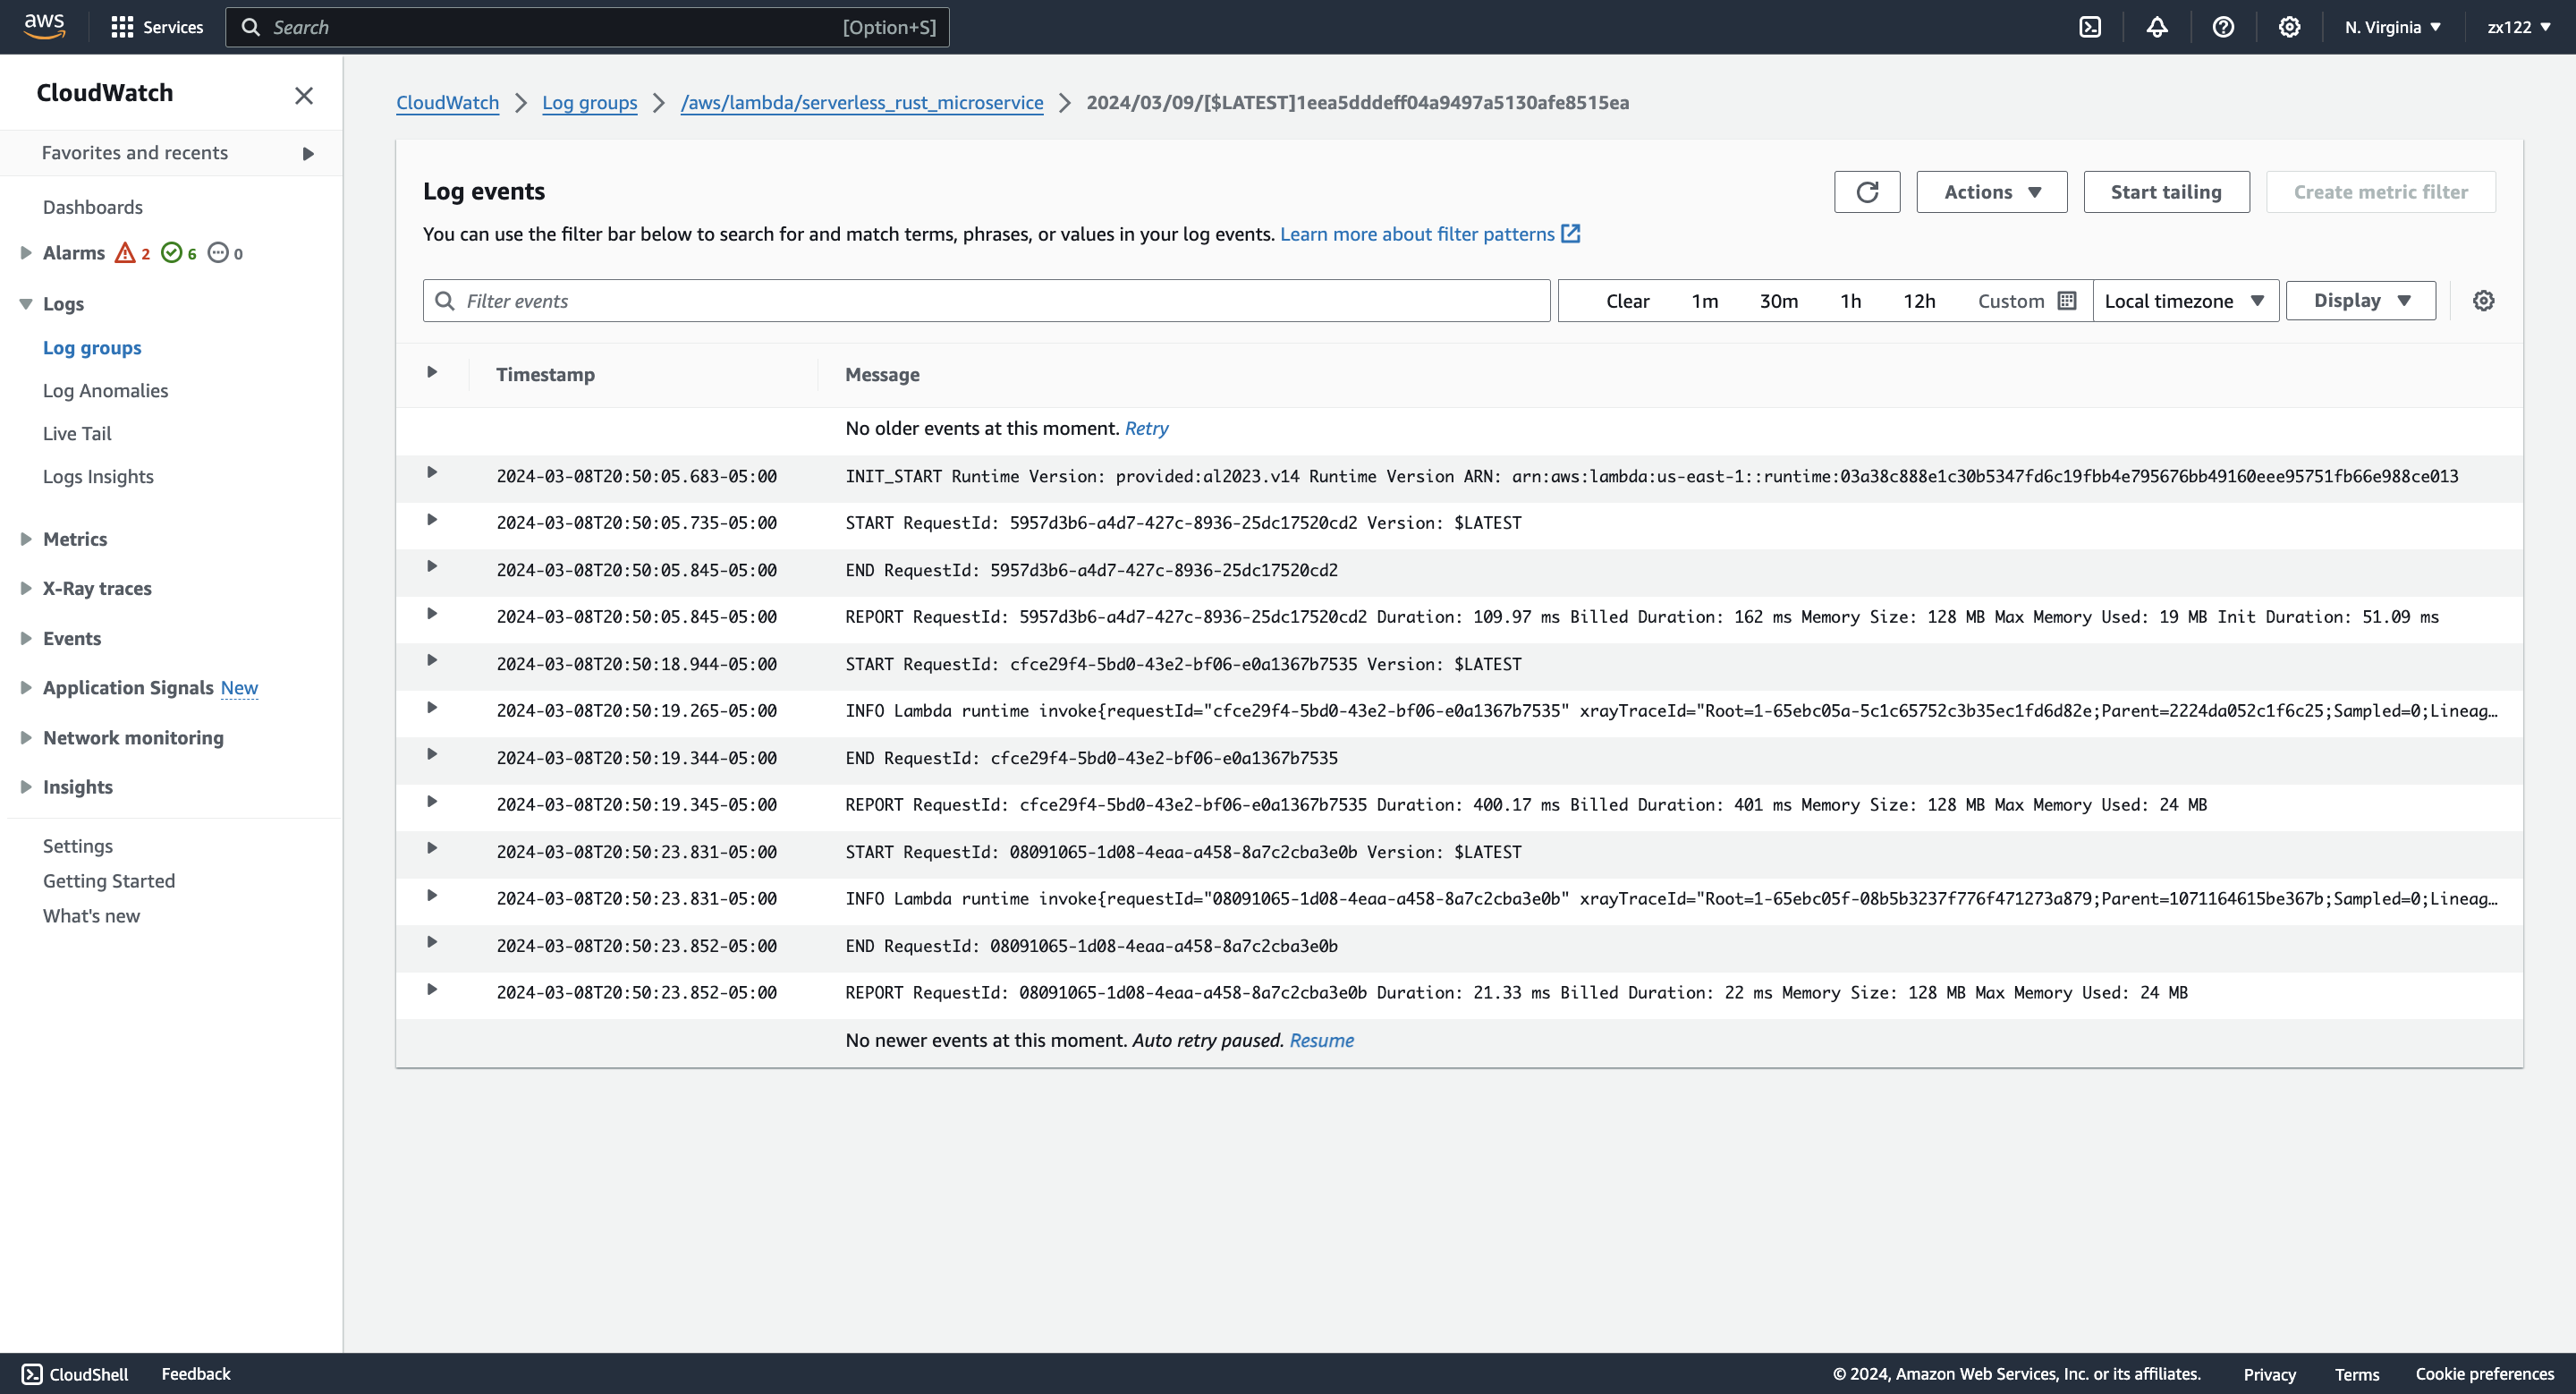 aws Services Search [Option+S] N. Virginia zx122
CloudWatch
Favorites and recents
Dashboards
Alarms 2 6 0
Logs
Log groups
Log Anomalies
Live Tail
Logs Insights
Metrics
X-Ray traces
Events
Application Signals New
Network monitoring
Insights
Settings
Getting Started
What's new
CloudWatch Log groups /aws/lambda/serverless_rust_microservice 2024/03/09/[$LATEST]1eea5dddeff04a9497a5130afe8515ea
Log events
Actions Start tailing Create metric filter
You can use the filter bar below to search for and match terms, phrases, or values in your log events. Learn more about filter patterns
Filter events Clear 1m 30m 1h 12h Custom Local timezone Display
Timestamp Message
No older events at this moment. Retry
2024-03-08T20:50:05.683-05:00 INIT_START Runtime Version: provided:al2023.v14 Runtime Version ARN: arn:aws:lambda:us-east-1::runtime:03a38c888e1c30b5347fd6c19fbb4e795676bb49160eee95751fb66e988ce013
2024-03-08T20:50:05.735-05:00 START RequestId: 5957d3b6-a4d7-427c-8936-25dc17520cd2 Version: $LATEST
2024-03-08T20:50:05.845-05:00 END RequestId: 5957d3b6-a4d7-427c-8936-25dc17520cd2
2024-03-08T20:50:05.845-05:00 REPORT RequestId: 5957d3b6-a4d7-427c-8936-25dc17520cd2 Duration: 109.97 ms Billed Duration: 162 ms Memory Size: 128 MB Max Memory Used: 19 MB Init Duration: 51.09 ms
2024-03-08T20:50:18.944-05:00 START RequestId: cfce29f4-5bd0-43e2-bf06-e0a1367b7535 Version: $LATEST
2024-03-08T20:50:19.265-05:00 INFO Lambda runtime invoke{requestId="cfce29f4-5bd0-43e2-bf06-e0a1367b7535" xrayTraceId="Root=1-65ebc05a-5c1c65752c3b35ec1fd6d82e;Parent=2224da052c1f6c25;Sampled=0;Lineag…
2024-03-08T20:50:19.344-05:00 END RequestId: cfce29f4-5bd0-43e2-bf06-e0a1367b7535
2024-03-08T20:50:19.345-05:00 REPORT RequestId: cfce29f4-5bd0-43e2-bf06-e0a1367b7535 Duration: 400.17 ms Billed Duration: 401 ms Memory Size: 128 MB Max Memory Used: 24 MB
2024-03-08T20:50:23.831-05:00 START RequestId: 08091065-1d08-4eaa-a458-8a7c2cba3e0b Version: $LATEST
2024-03-08T20:50:23.831-05:00 INFO Lambda runtime invoke{requestId="08091065-1d08-4eaa-a458-8a7c2cba3e0b" xrayTraceId="Root=1-65ebc05f-08b5b3237f776f471273a879;Parent=1071164615be367b;Sampled=0;Lineag…
2024-03-08T20:50:23.852-05:00 END RequestId: 08091065-1d08-4eaa-a458-8a7c2cba3e0b
2024-03-08T20:50:23.852-05:00 REPORT RequestId: 08091065-1d08-4eaa-a458-8a7c2cba3e0b Duration: 21.33 ms Billed Duration: 22 ms Memory Size: 128 MB Max Memory Used: 24 MB
No newer events at this moment. Auto retry paused. Resume
CloudShell Feedback © 2024, Amazon Web Services, Inc. or its affiliates. Privacy Terms Cookie preferences